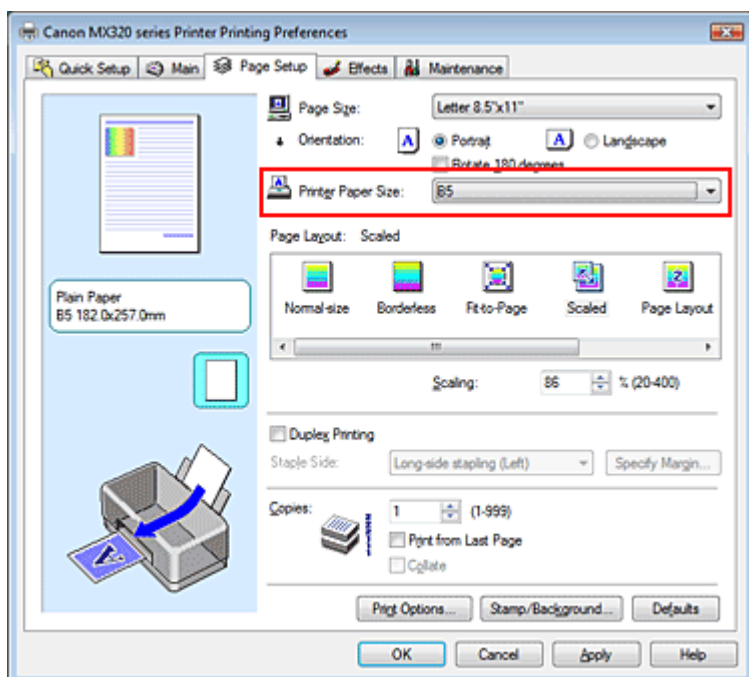 Canon MX320 series Printer Printing Preferences
Quick Setup Main Page Setup Effects Maintenance
Page Size: Letter 8.5"x11"
Orientation: A Portrait A Landscape
Rotate 180 degrees
Printer Paper Size: B5
Page Layout: Scaled
Normal-size Borderless Fit-to-Page Scaled Page Layout
Plain Paper
B5 182.0x257.0mm
Scaling: 86 % (20-400)
Duplex Printing
Staple Side: Long-side stapling (Left) Specify Margin...
Copies: 1 (1-999)
Print from Last Page
Collate
Print Options... Stamp/Background... Defaults
OK Cancel Apply Help